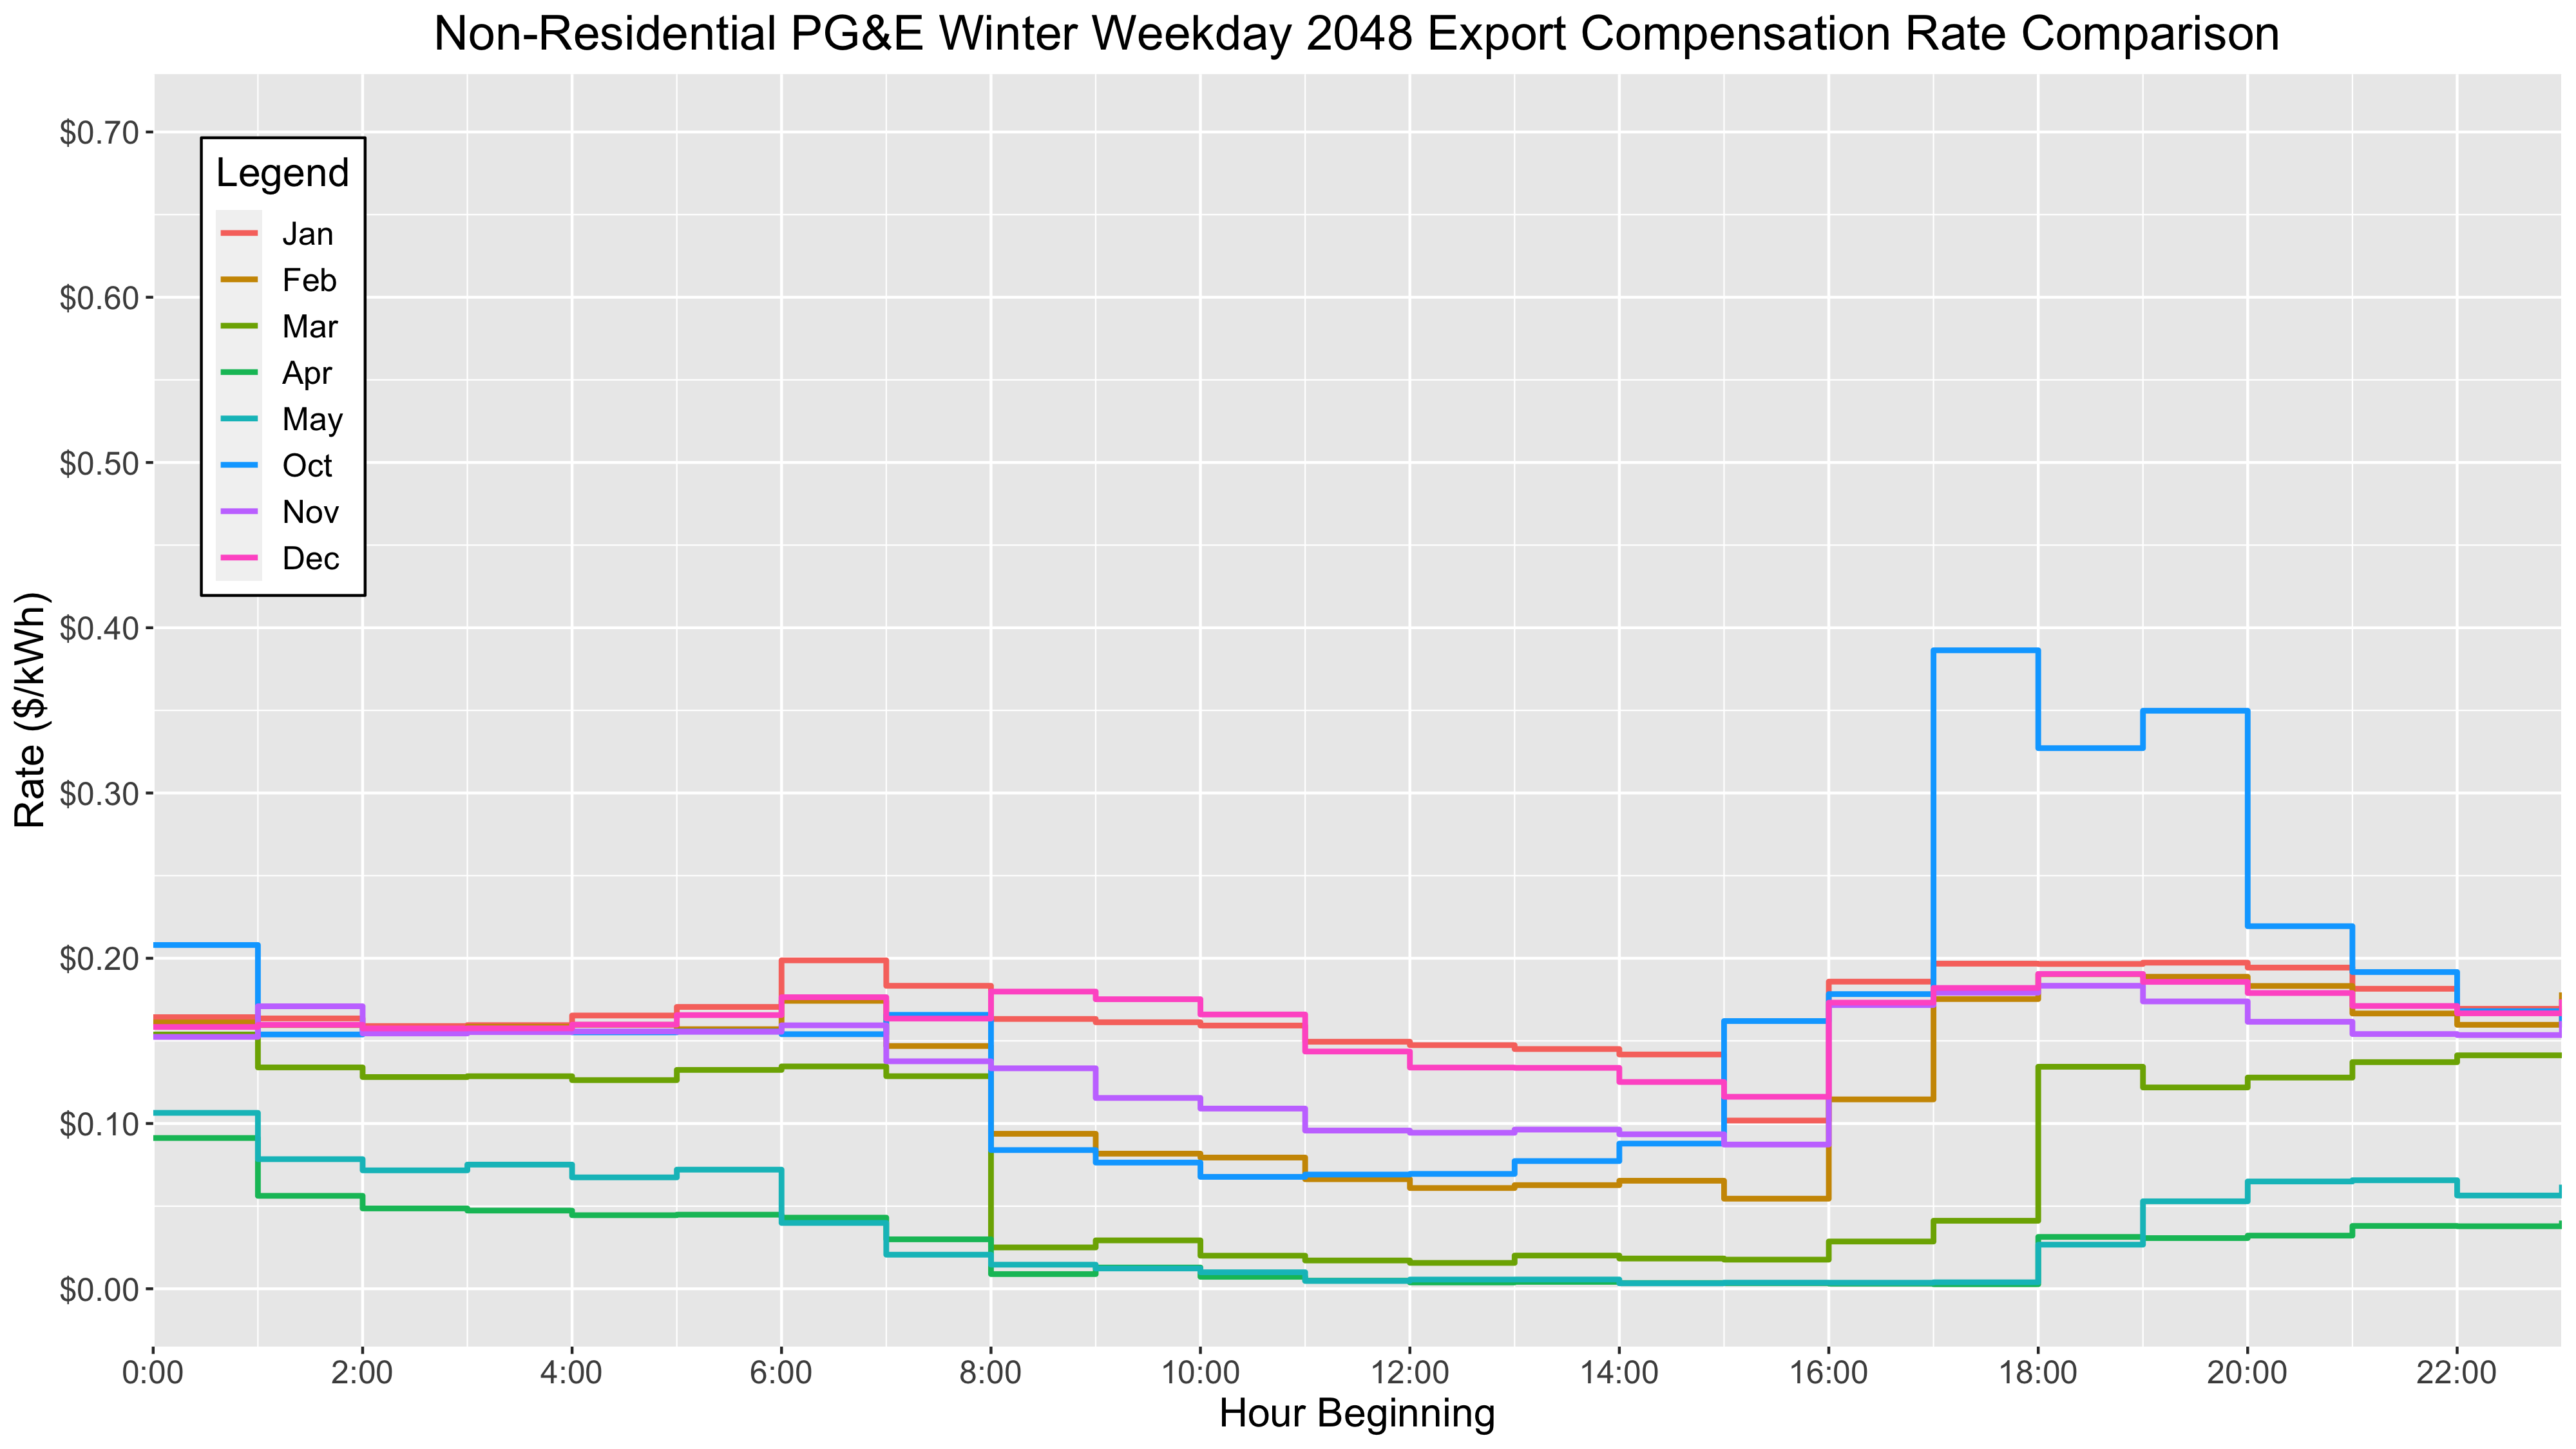 Non-Residential PG&E Winter Weekday 2048 Export Compensation Rate Comparison
$0.70
$0.60
$0.50
$0.40
$0.30
$0.20
$0.10
$0.00
Rate ($/kWh)
Legend
Jan
Feb
Mar
Apr
May
Oct
Nov
Dec
0:00 2:00 4:00 6:00 8:00 10:00 12:00 14:00 16:00 18:00 20:00 22:00
Hour Beginning